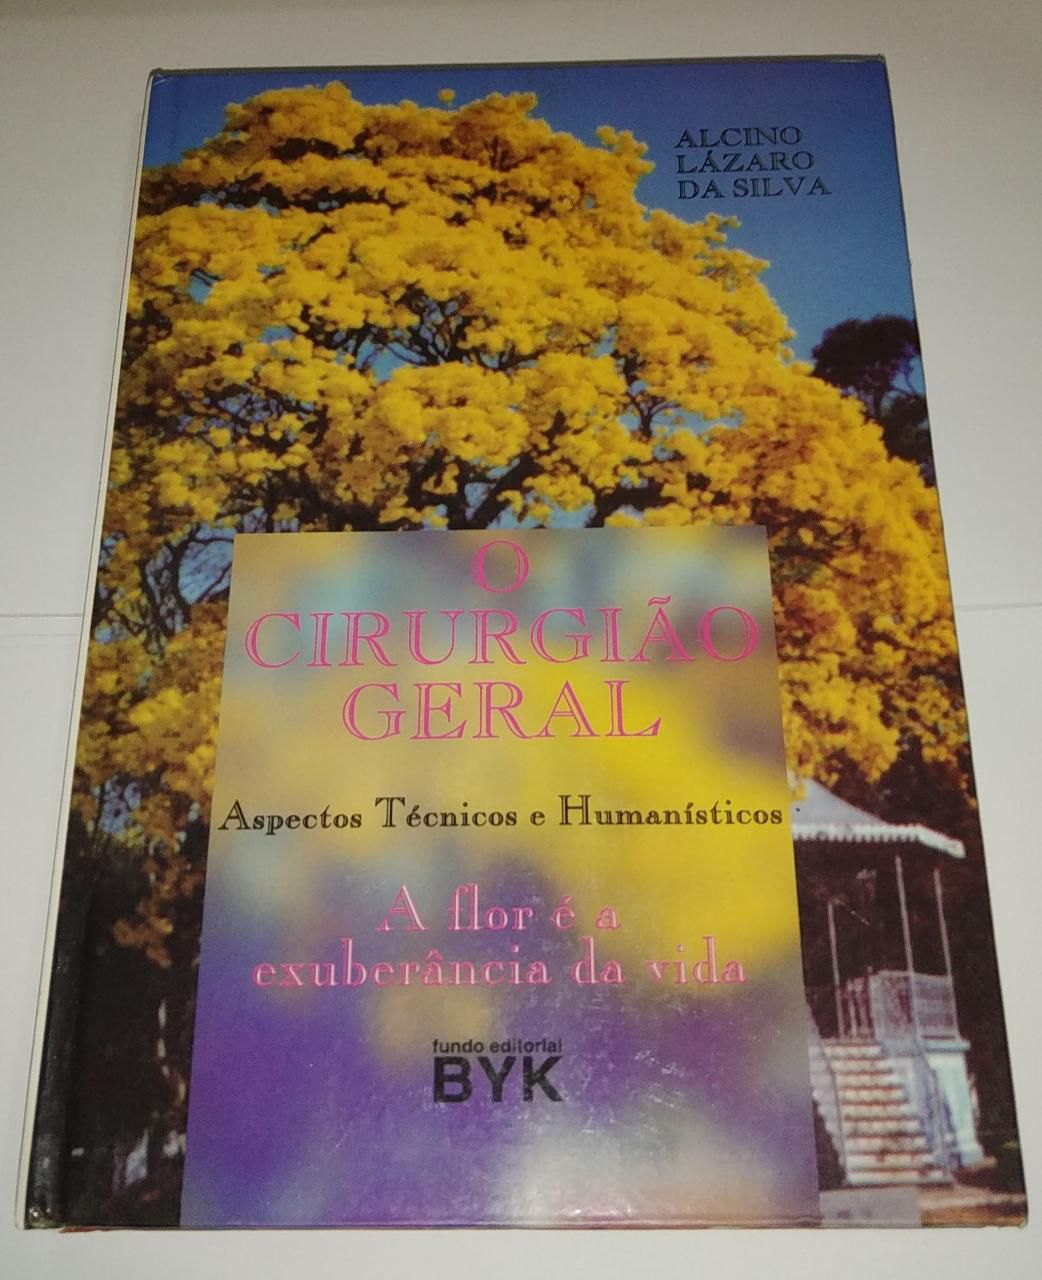 ALCINO
LÁZARO
DA SILVA
O
CIRURGIÃO
GERAL
Aspectos Técnicos e Humanísticos
A flor é a
exuberância da vida
fundo editorial
BYK